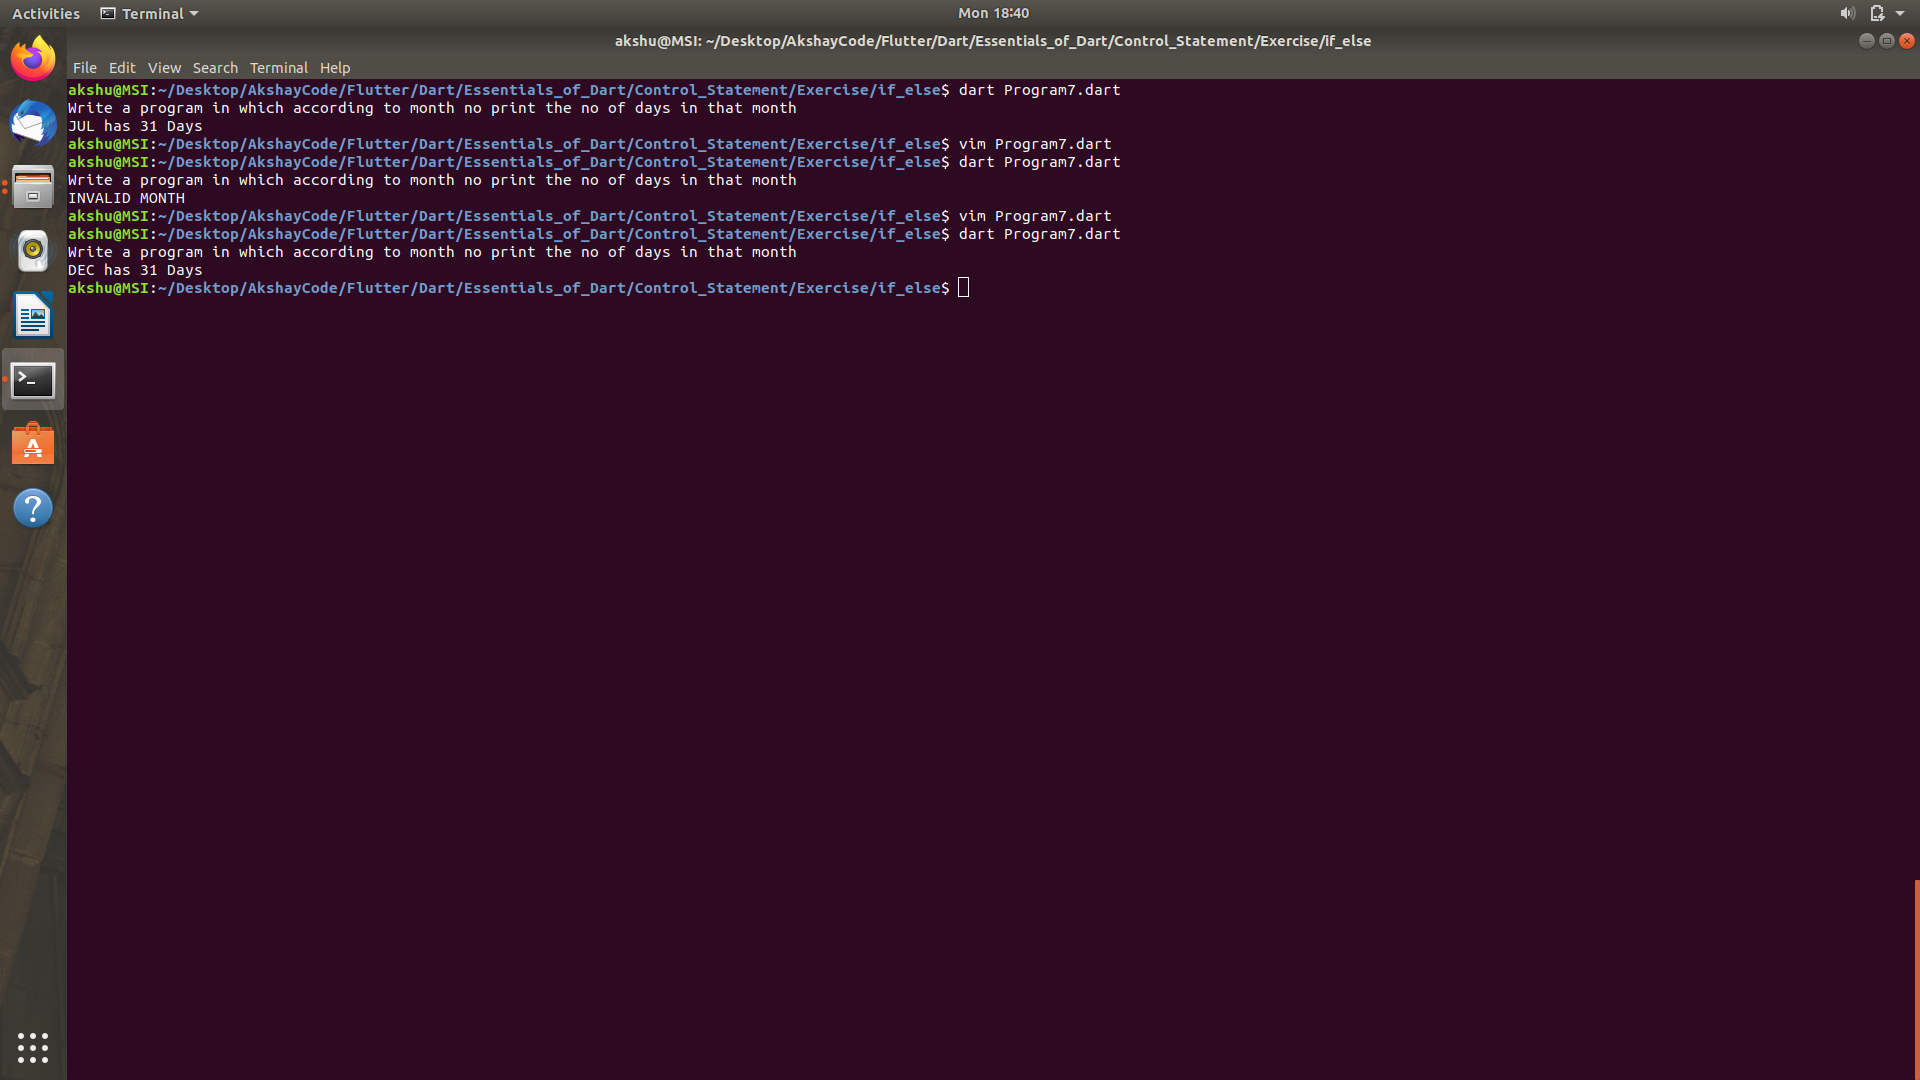 Activities
Terminal
Mon 18:40
akshu@MSI: ~/Desktop/AkshayCode/Flutter/Dart/Essentials_of_Dart/Control_Statement/Exercise/if_else
File Edit View Search Terminal Help
akshu@MSI:~/Desktop/AkshayCode/Flutter/Dart/Essentials_of_Dart/Control_Statement/Exercise/if_else$ dart Program7.dart
Write a program in which according to month no print the no of days in that month
JUL has 31 Days
akshu@MSI:~/Desktop/AkshayCode/Flutter/Dart/Essentials_of_Dart/Control_Statement/Exercise/if_else$ vim Program7.dart
akshu@MSI:~/Desktop/AkshayCode/Flutter/Dart/Essentials_of_Dart/Control_Statement/Exercise/if_else$ dart Program7.dart
Write a program in which according to month no print the no of days in that month
INVALID MONTH
akshu@MSI:~/Desktop/AkshayCode/Flutter/Dart/Essentials_of_Dart/Control_Statement/Exercise/if_else$ vim Program7.dart
akshu@MSI:~/Desktop/AkshayCode/Flutter/Dart/Essentials_of_Dart/Control_Statement/Exercise/if_else$ dart Program7.dart
Write a program in which according to month no print the no of days in that month
DEC has 31 Days
akshu@MSI:~/Desktop/AkshayCode/Flutter/Dart/Essentials_of_Dart/Control_Statement/Exercise/if_else$